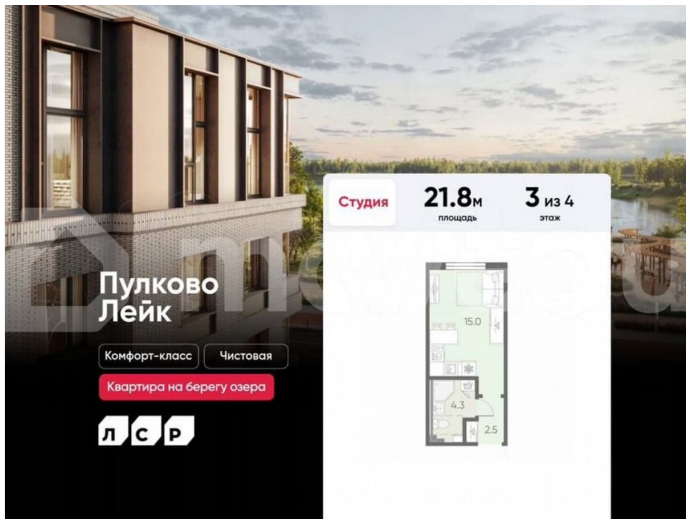 Студия
21.8м
площадь
3 из 4
этаж
Пулково
Лейк
Комфорт-класс
Чистовая
Квартира на берегу озера
ЛСР
15.0
4.3
2.5